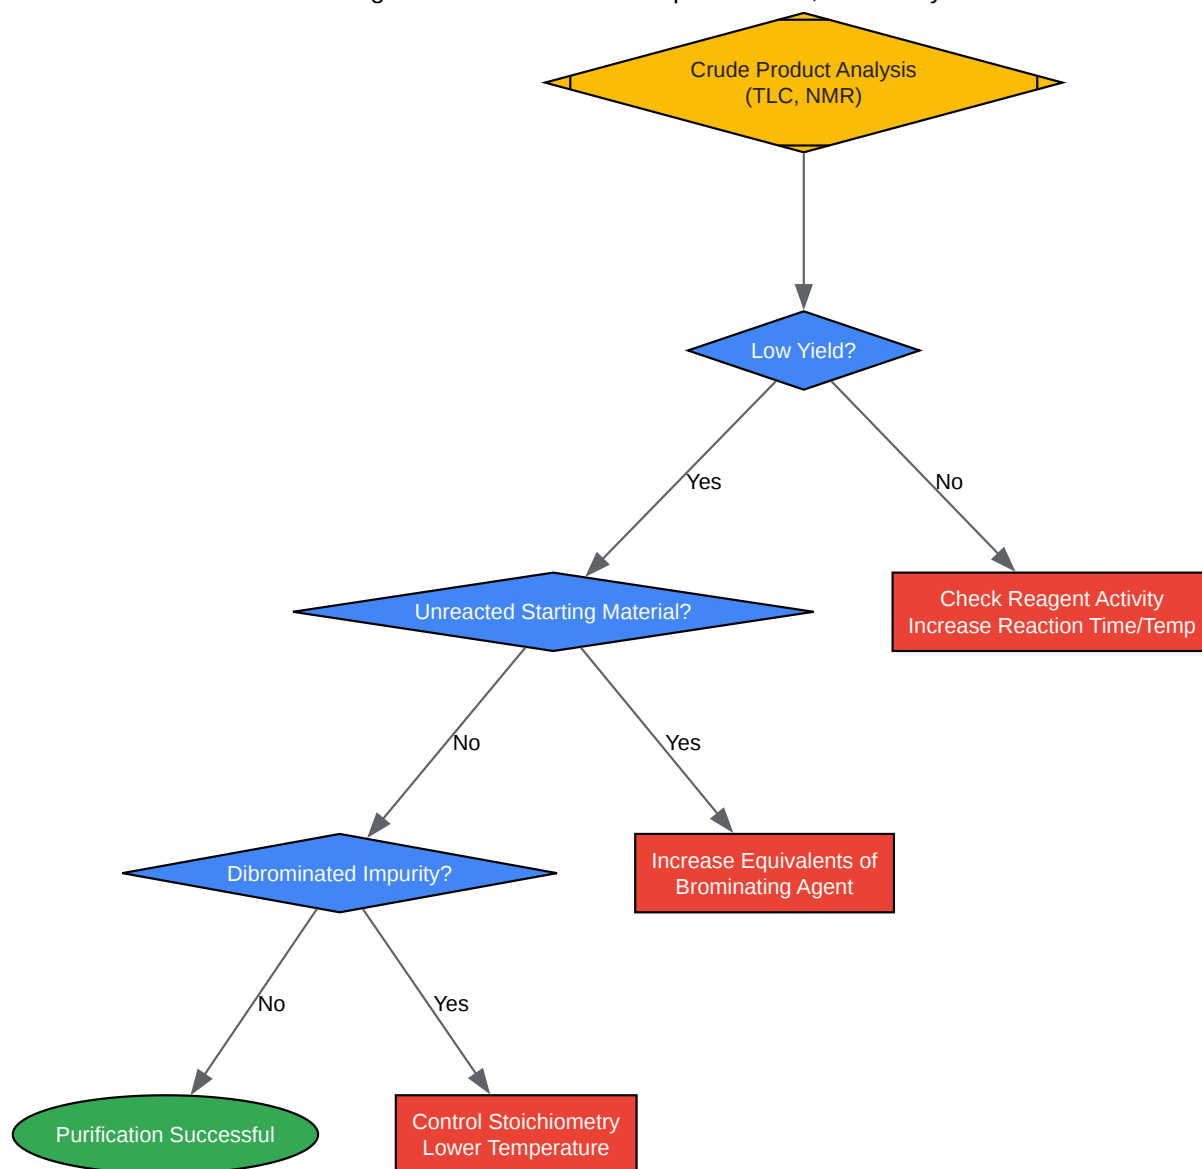 Crude Product Analysis
(TLC, NMR)
Low Yield?
Yes
No
Unreacted Starting Material?
Check Reagent Activity
Increase Reaction Time/Temp
No
Yes
Dibrominated Impurity?
Increase Equivalents of
Brominating Agent
No
Yes
Purification Successful
Control Stoichiometry
Lower Temperature